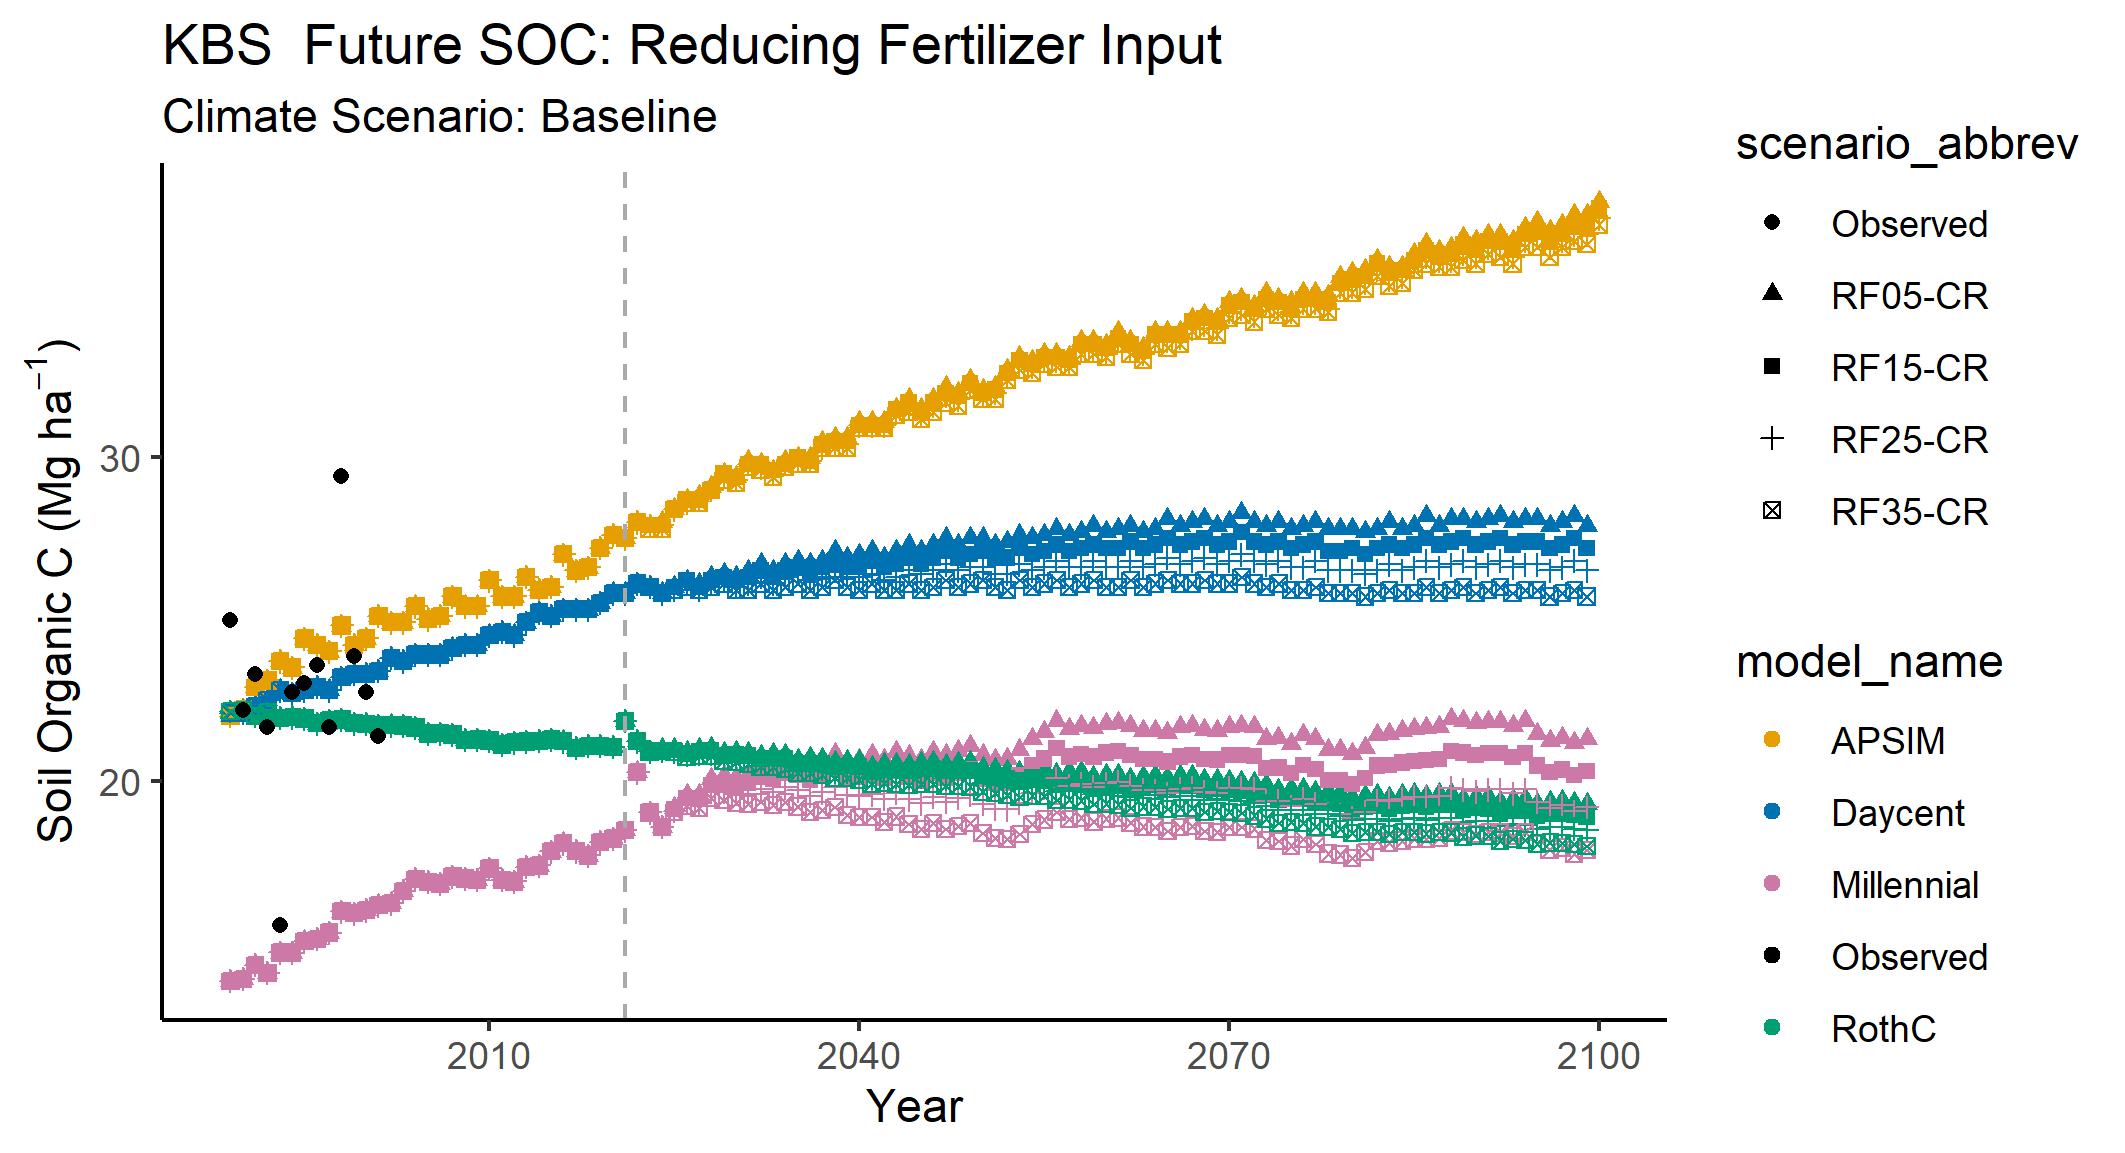 KBS  Future SOC: Reducing Fertilizer Input
Climate Scenario: Baseline
Soil Organic C (Mg ha⁻¹)
30
20
2010 2040 2070 2100
Year
scenario_abbrev
Observed
RF05-CR
RF15-CR
RF25-CR
RF35-CR
model_name
APSIM
Daycent
Millennial
Observed
RothC